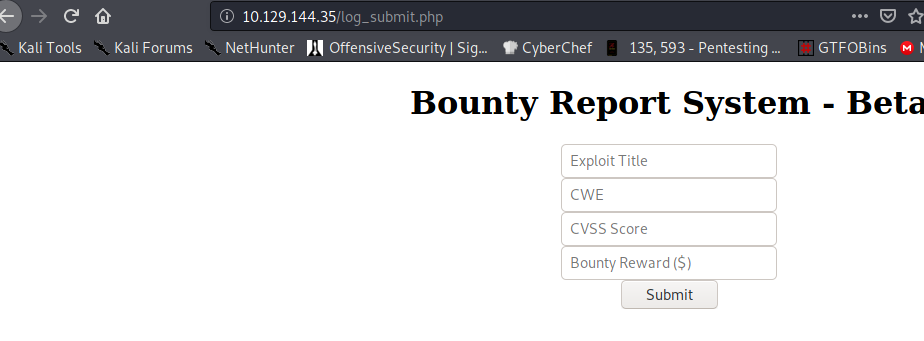 10.129.144.35/log_submit.php
Kali Tools Kali Forums NetHunter OffensiveSecurity | Sig... CyberChef 135, 593 - Pentesting ... GTFOBins M
Bounty Report System - Beta
Exploit Title
CWE
CVSS Score
Bounty Reward ($)
Submit